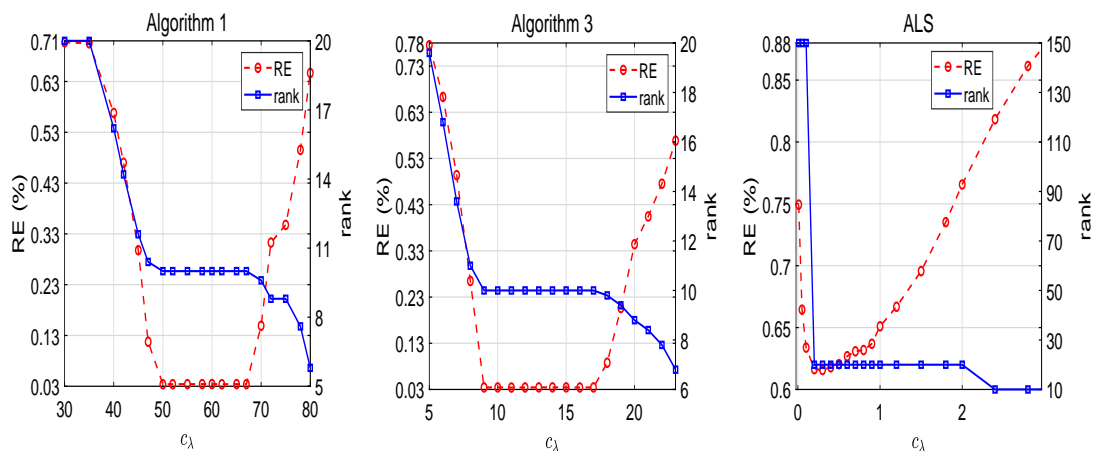 Algorithm 1
RE (%)
0.71
0.63
0.53
0.43
0.33
0.23
0.13
0.03
30 40 50 60 70 80
cλ
20
17
14
11
8
5
rank
RE
rank
Algorithm 3
RE (%)
0.78
0.73
0.63
0.53
0.43
0.33
0.23
0.13
0.03
5 10 15 20
cλ
20
18
16
14
12
10
8
6
rank
RE
rank
ALS
RE (%)
0.88
0.85
0.8
0.75
0.7
0.65
0.6
0 1 2
cλ
150
130
110
90
70
50
30
10
rank
RE
rank